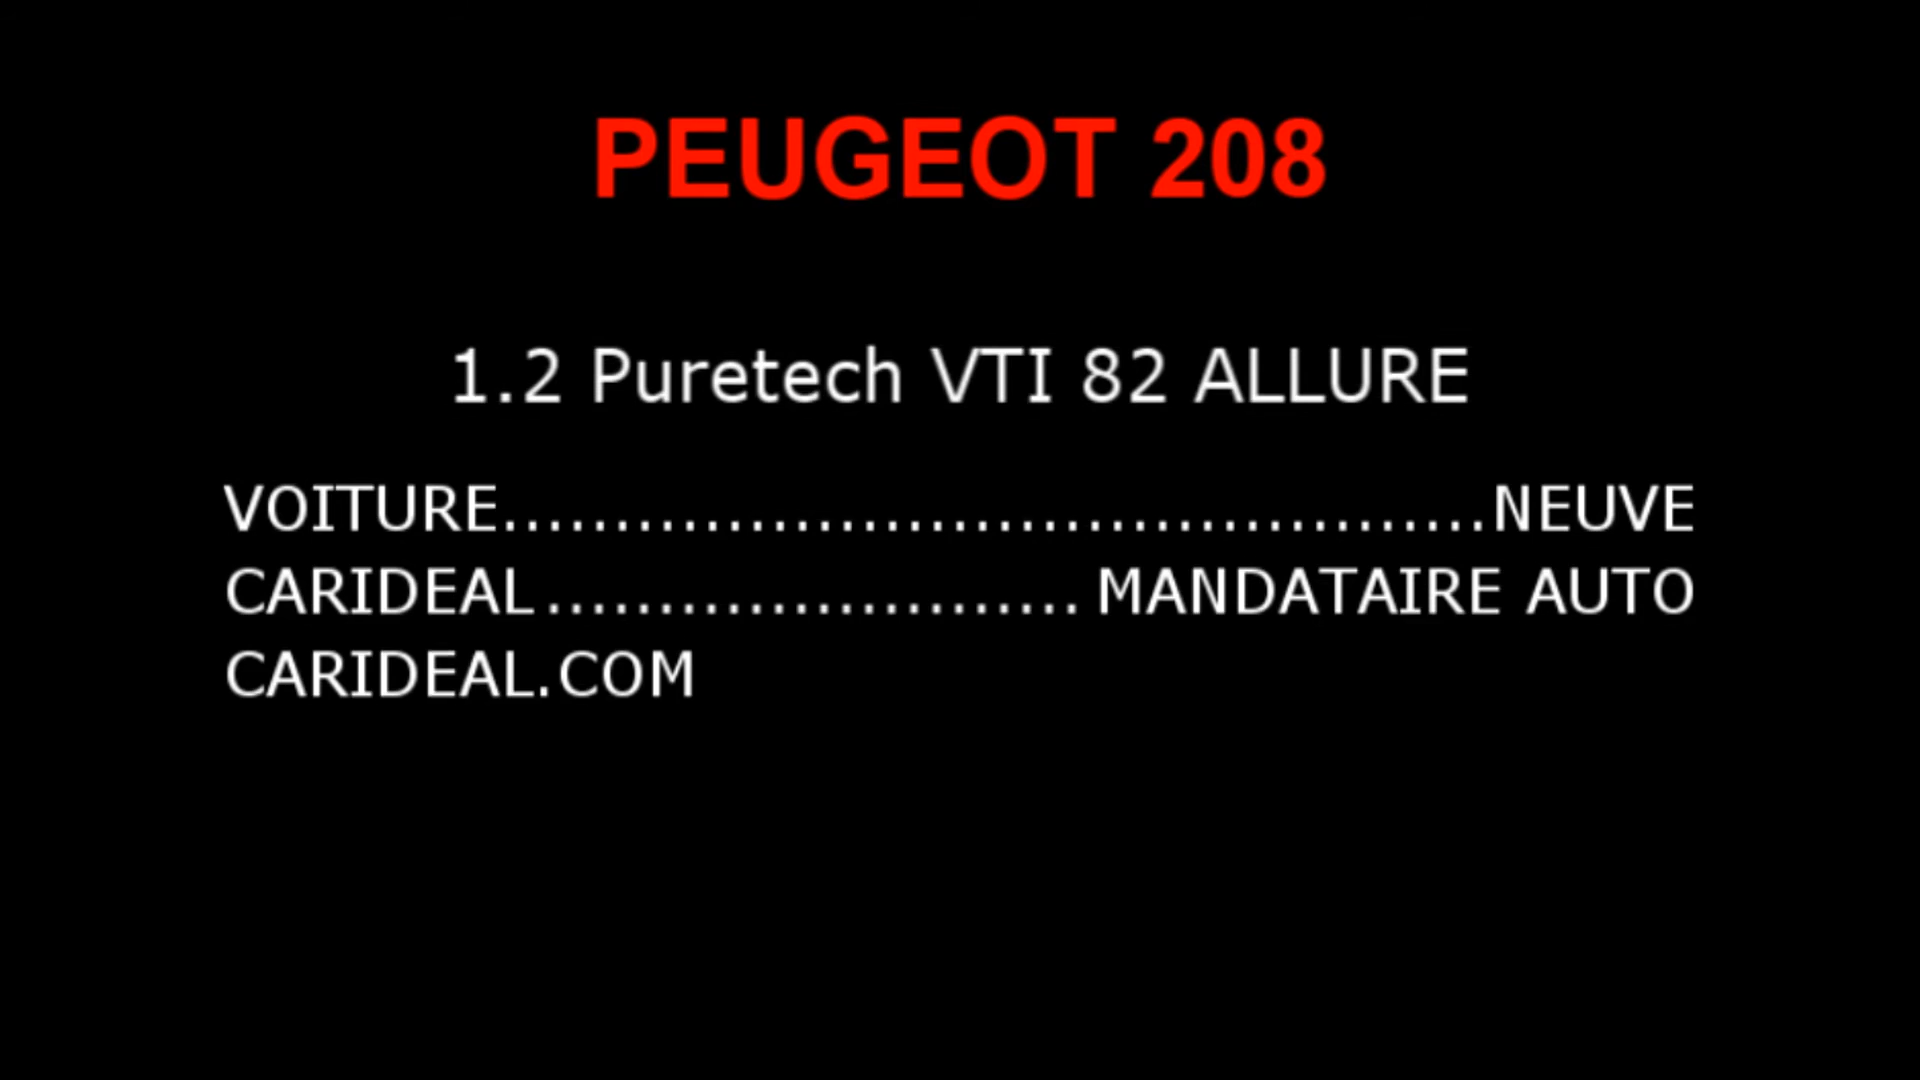 PEUGEOT 208
1.2 Puretech VTI 82 ALLURE
VOITURE............................................NEUVE
CARIDEAL........................ MANDATAIRE AUTO
CARIDEAL.COM